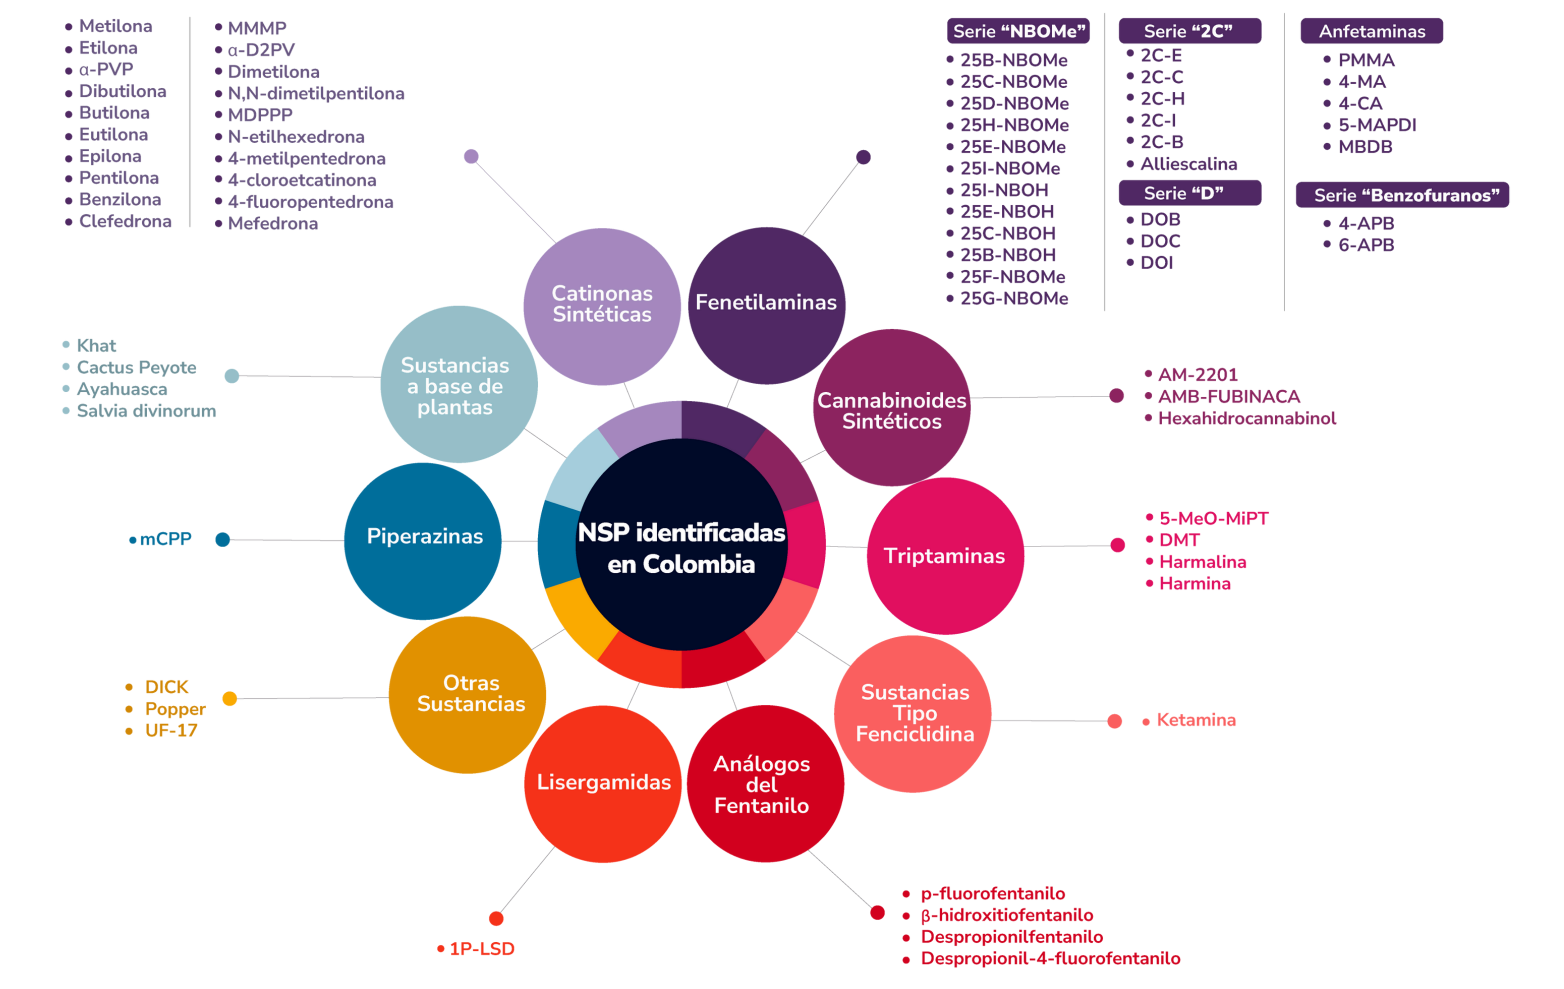 Metilona
Etilona
α-PVP
Dibutilona
Butilona
Eutilona
Epilona
Pentilona
Benzilona
Clefedrona
MMMP
α-D2PV
Dimetilona
N,N-dimetilpentilona
MDPPP
N-etilhexedrona
4-metilpentedrona
4-cloroetcatinona
4-fluoropentedrona
Mefedrona
Serie “NBOMe”
25B-NBOMe
25C-NBOMe
25D-NBOMe
25H-NBOMe
25E-NBOMe
25I-NBOMe
25I-NBOH
25E-NBOH
25C-NBOH
25B-NBOH
25F-NBOMe
25G-NBOMe
Serie “2C”
2C-E
2C-C
2C-H
2C-I
2C-B
Alliescalina
Serie “D”
DOB
DOC
DOI
Anfetaminas
PMMA
4-MA
4-CA
5-MAPDI
MBDB
Serie “Benzofuranos”
4-APB
6-APB
Catinonas
Sintéticas
Fenetilaminas
Khat
Cactus Peyote
Ayahuasca
Salvia divinorum
Sustancias
a base de
plantas
Cannabinoides
Sintéticos
AM-2201
AMB-FUBINACA
Hexahidrocannabinol
mCPP
Piperazinas
NSP identificadas
en Colombia
Triptaminas
5-MeO-MiPT
DMT
Harmalina
Harmina
DICK
Popper
UF-17
Otras
Sustancias
Sustancias
Tipo
Fenciclidina
Ketamina
Lisergamidas
Análogos
del
Fentanilo
1P-LSD
p-fluorofentanilo
β-hidroxitiofentanilo
Despropionilfentanilo
Despropionil-4-fluorofentanilo